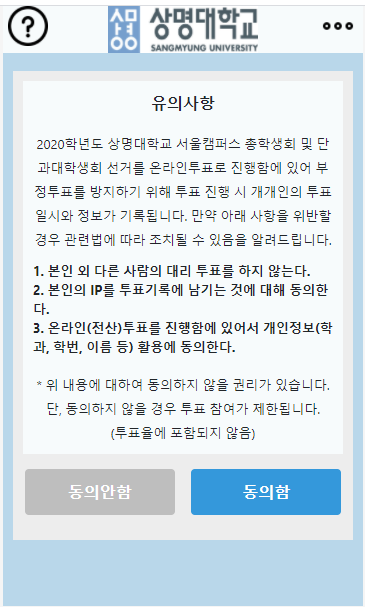 ?
상명대학교
SANGMYUNG UNIVERSITY
유의사항
2020학년도 상명대학교 서울캠퍼스 총학생회 및 단
과대학생회 선거를 온라인투표로 진행함에 있어 부
정투표를 방지하기 위해 투표 진행 시 개개인의 투표
일시와 정보가 기록됩니다. 만약 아래 사항을 위반할
경우 관련법에 따라 조치될 수 있음을 알려드립니다.
1. 본인 외 다른 사람의 대리 투표를 하지 않는다.
2. 본인의 IP를 투표기록에 남기는 것에 대해 동의한
다.
3. 온라인(전산)투표를 진행함에 있어서 개인정보(학
과, 학번, 이름 등) 활용에 동의한다.
* 위 내용에 대하여 동의하지 않을 권리가 있습니다.
단, 동의하지 않을 경우 투표 참여가 제한됩니다.
(투표율에 포함되지 않음)
동의안함
동의함